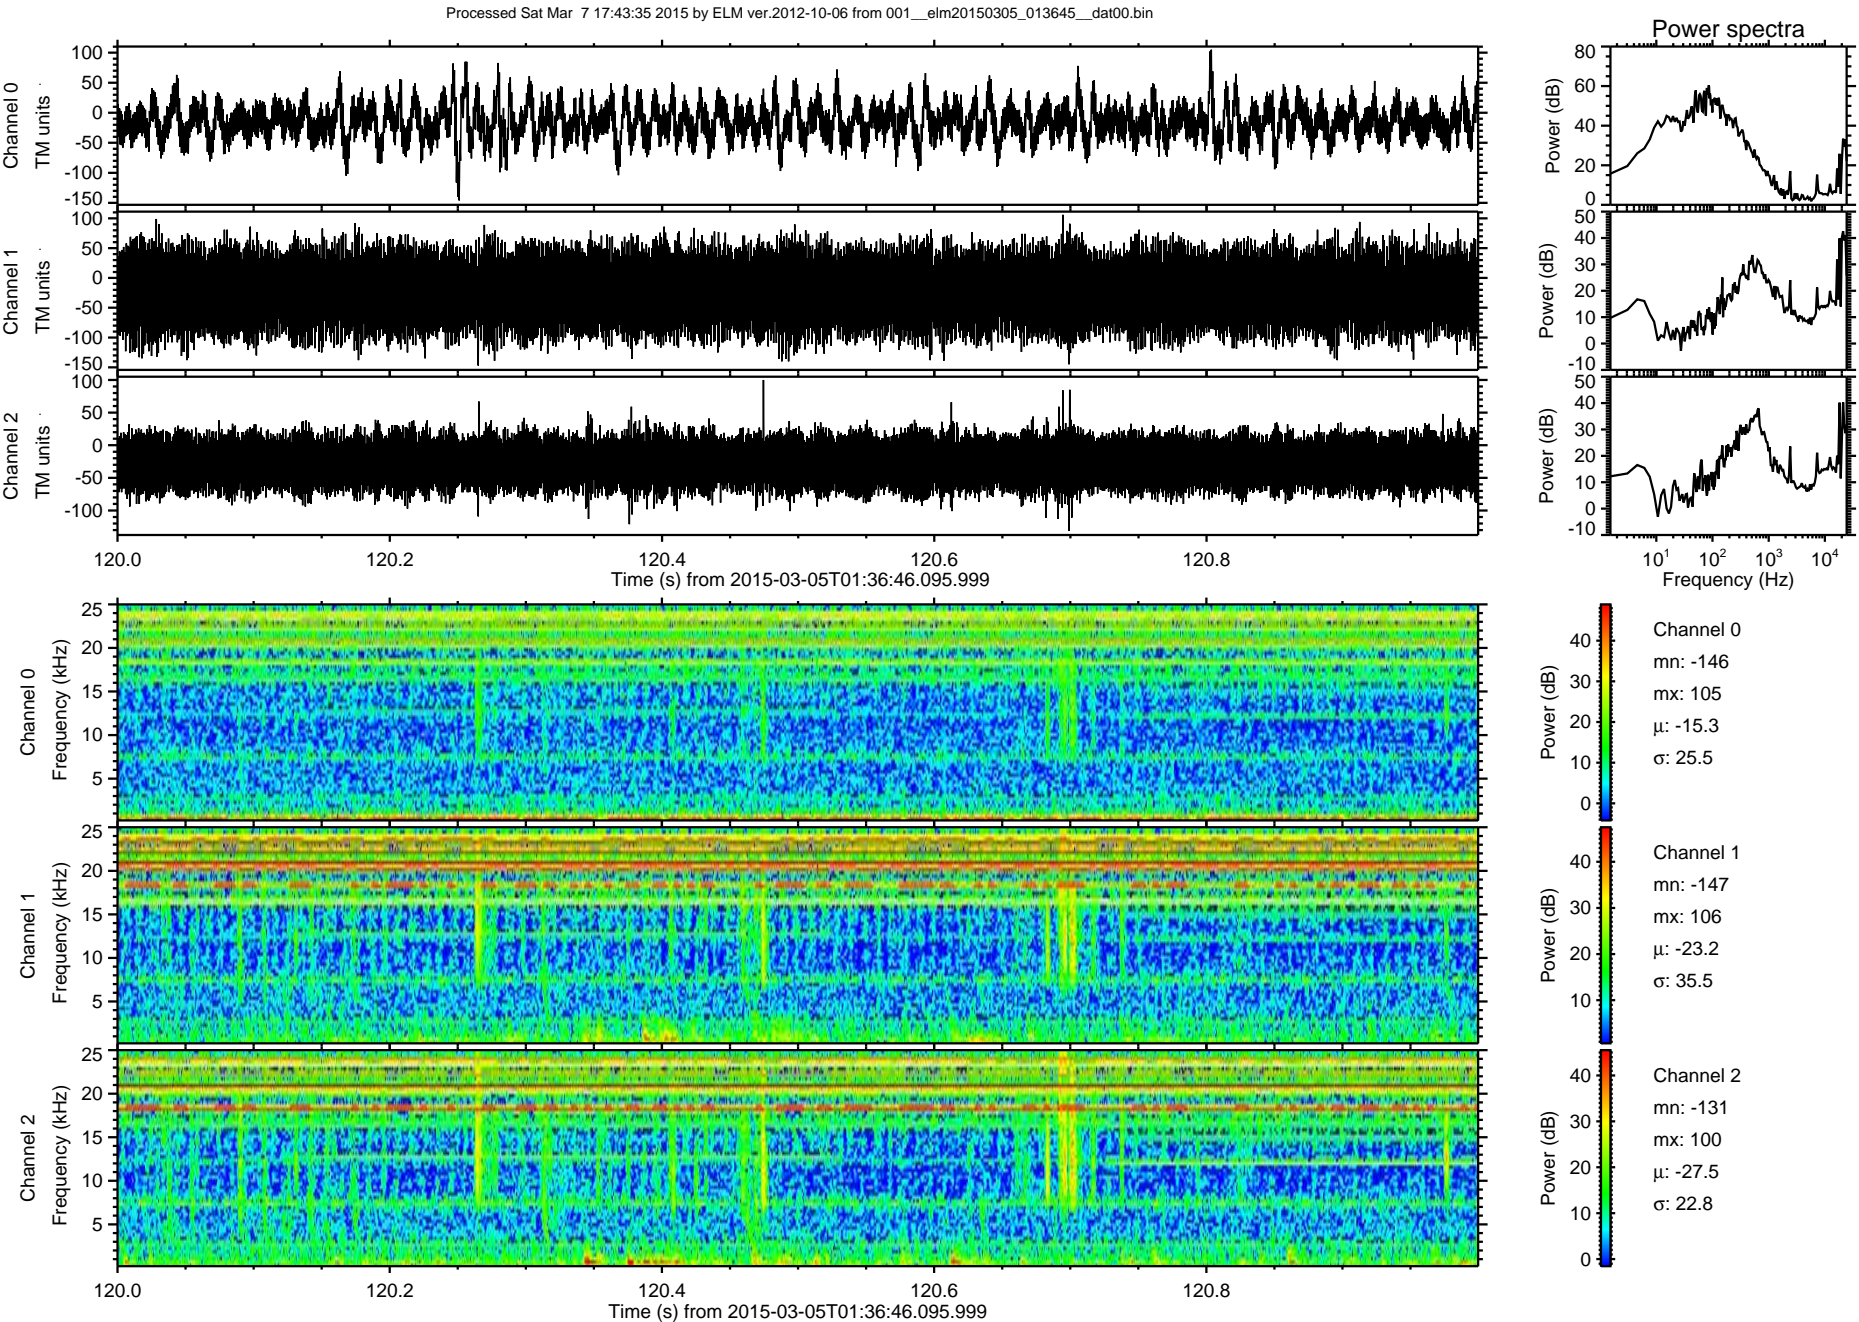 Processed Sat Mar 7 17:43:35 2015 by ELM ver.2012-10-06 from 001__elm20150305_013645__dat00.bin
Power spectra
Channel 0
TM units
100
50
0
-50
-100
-150
Power (dB)
80
60
40
20
0
Channel 1
TM units
100
50
0
-50
-100
-150
Power (dB)
50
40
30
20
10
0
-10
Channel 2
TM units
100
50
0
-50
-100
Power (dB)
50
40
30
20
10
0
-10
120.0 120.2 120.4 120.6 120.8
Time (s) from 2015-03-05T01:36:46.095.999
10¹ 10² 10³ 10⁴
Frequency (Hz)
Channel 0
Frequency (kHz)
25
20
15
10
5
Power (dB)
40
30
20
10
0
Channel 0
mn: -146
mx: 105
μ: -15.3
σ: 25.5
Channel 1
Frequency (kHz)
25
20
15
10
5
Power (dB)
40
30
20
10
Channel 1
mn: -147
mx: 106
μ: -23.2
σ: 35.5
Channel 2
Frequency (kHz)
25
20
15
10
5
Power (dB)
40
30
20
10
0
Channel 2
mn: -131
mx: 100
μ: -27.5
σ: 22.8
120.0 120.2 120.4 120.6 120.8
Time (s) from 2015-03-05T01:36:46.095.999